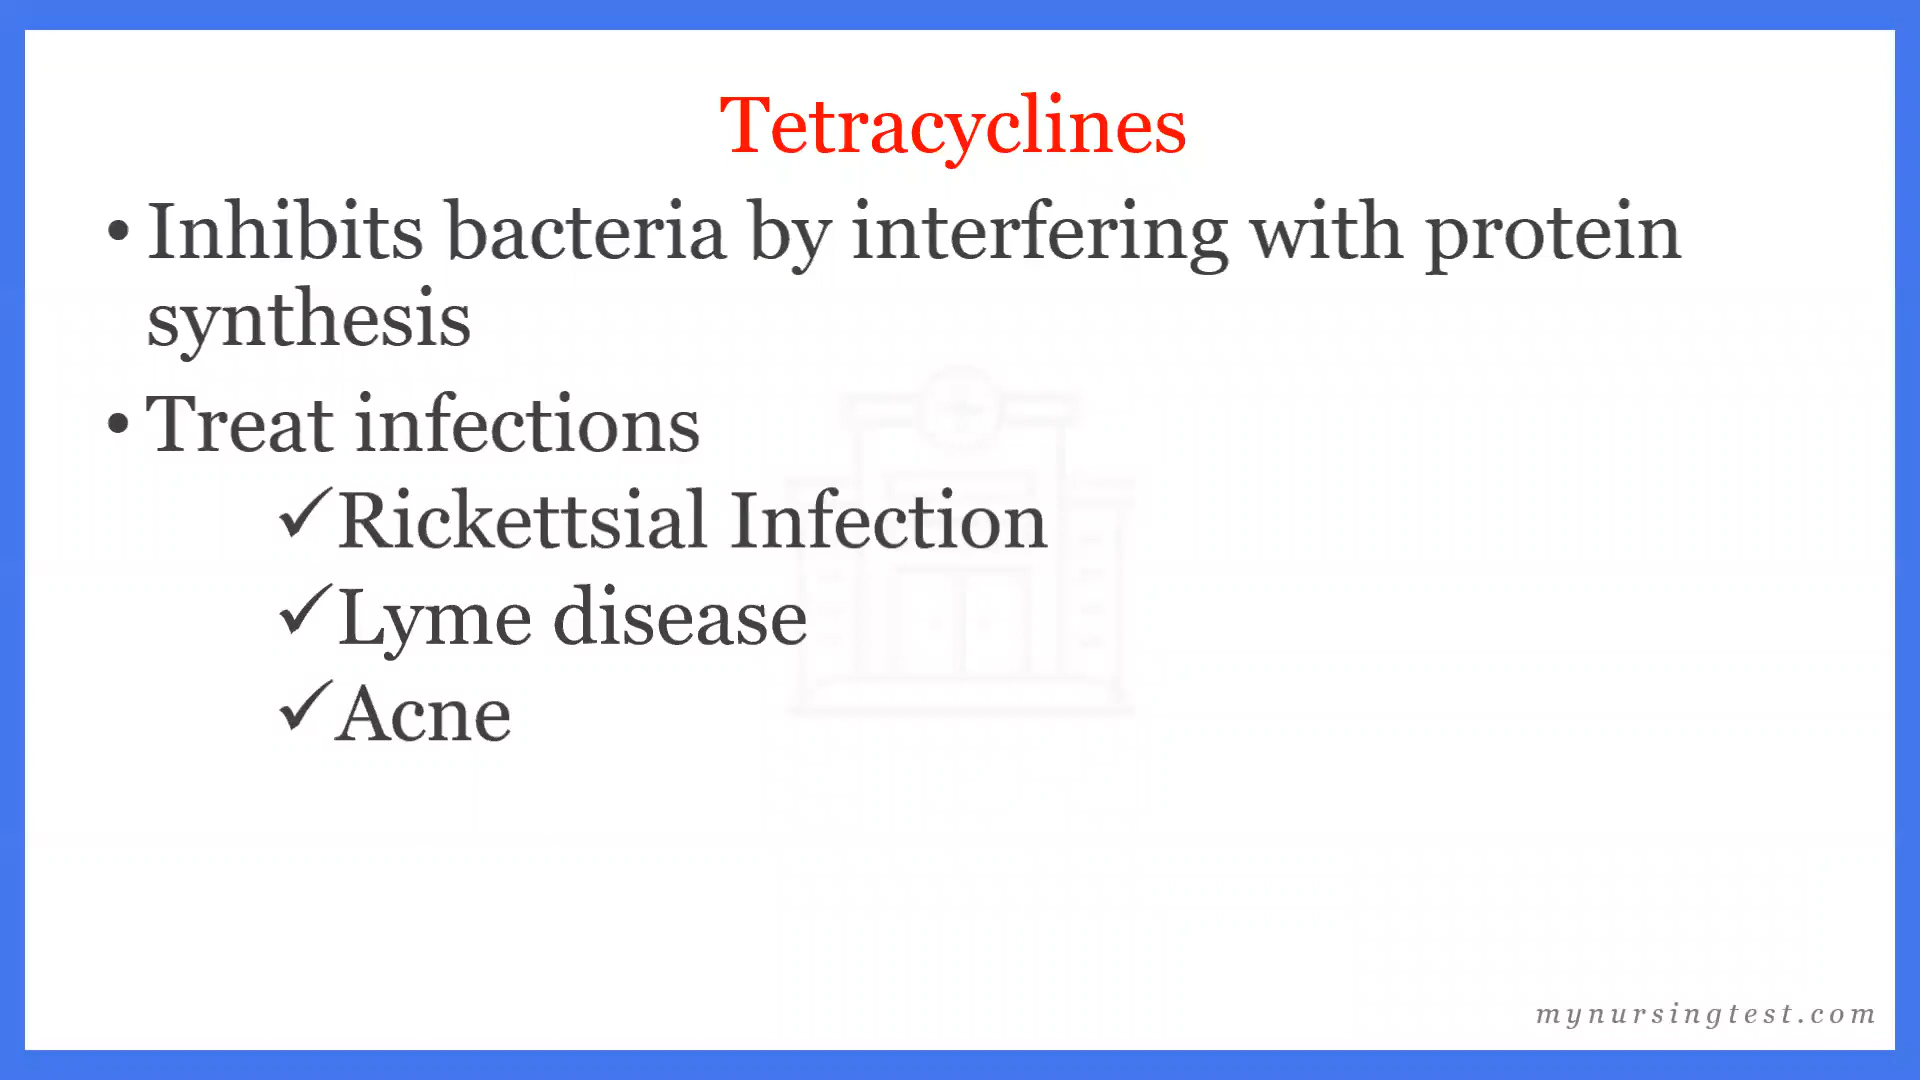 Tetracyclines
• Inhibits bacteria by interfering with protein
synthesis
• Treat infections
✓Rickettsial Infection
✓Lyme disease
✓Acne
mynursingtest.com